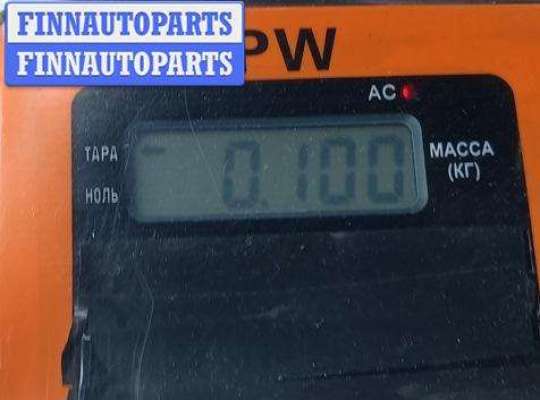 FINNAUTOPARTS
FINNAUTOPARTS
PW
AC
ТАРА
НОЛЬ
0.100
МАССА
(КГ)